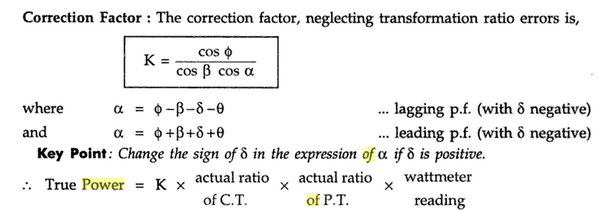 Correction Factor : The correction factor, neglecting transformation ratio errors is,
K = cos ϕ / cos β cos α
where α = ϕ–β–δ–θ ... lagging p.f. (with δ negative)
and α = ϕ+β+δ+θ ... leading p.f. (with δ negative)
Key Point: Change the sign of δ in the expression of α if δ is positive.
∴ True Power = K × actual ratio of C.T. × actual ratio of P.T. × wattmeter reading